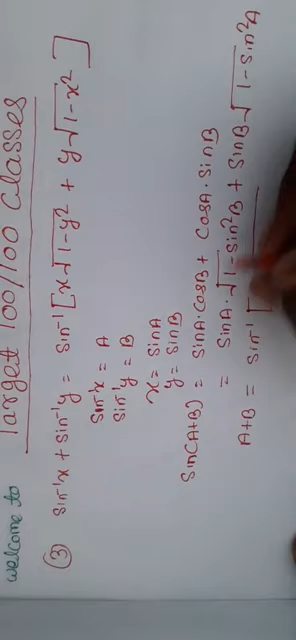 welcome to
Target 100/100 Classes
(3) Sin⁻¹x + Sin⁻¹y = Sin⁻¹[x√1-y² + y√1-x²]
Sin⁻¹x = A
Sin⁻¹y = B
x = SinA
y = SinB
Sin(A+B) = SinA·CosB + CosA·SinB
= SinA·√1-Sin²B + SinB√1-Sin²A
A+B = Sin⁻¹[